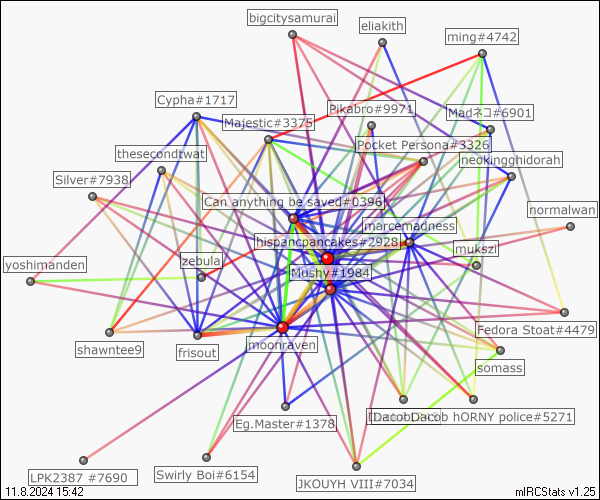 bigcitysamurai
eliakith
ming#4742
Cypha#1717
Majestic#3375
Pikabro#9971
Madネコ#6901
Pocket Persona#3326
thesecondtwat
neokingghidorah
Silver#7938
Can anything be saved#0396
normalwan
marcemadness
hispancpancakes#2928
mukszi
zebula
Mushy#1984
yoshimanden
Fedora Stoat#4479
shawntee9
frisout
moonraven
somass
Eg.Master#1378
hORNY police#5271
LPK2387 #7690
Swirly Boi#6154
JKOUYH VIII#7034
11.8.2024 15:42
mIRCStats v1.25